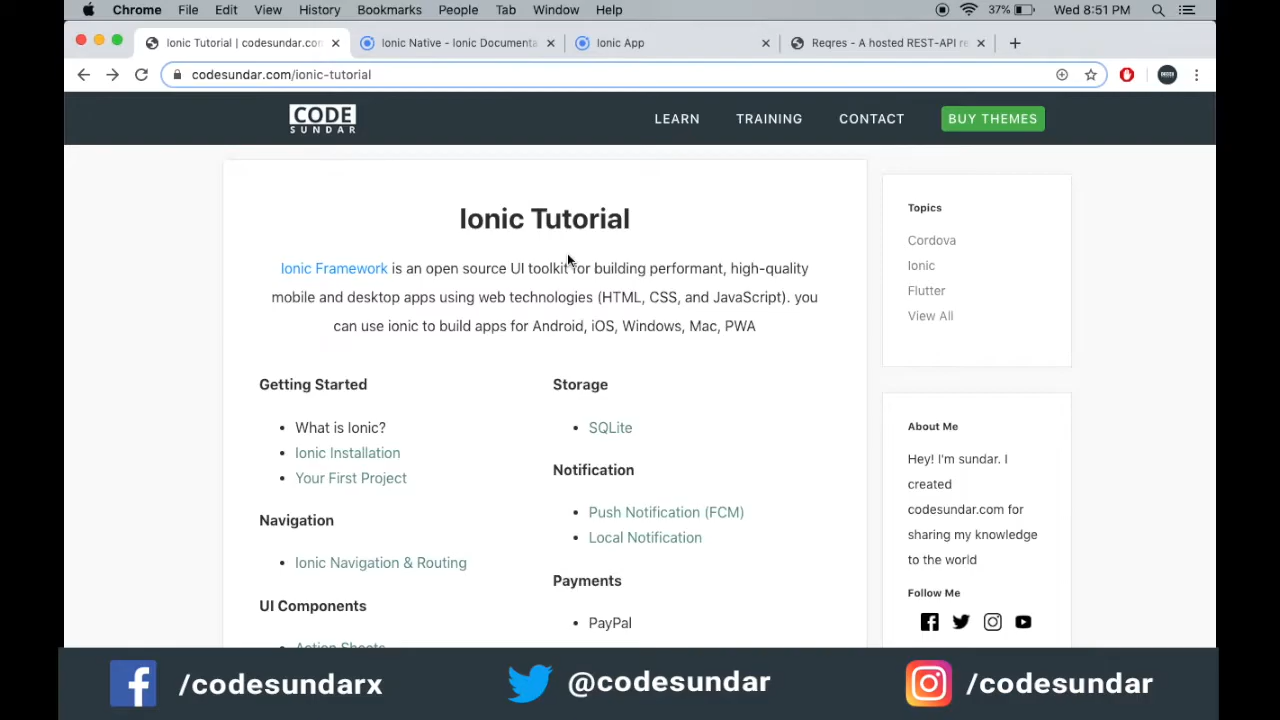 Chrome File Edit View History Bookmarks People Tab Window Help 37% Wed 8:51 PM
Ionic Tutorial | codesundar.con Ionic Native - Ionic Documenta Ionic App Reqres - A hosted REST-API re
codesundar.com/ionic-tutorial
CODE
SUNDAR
LEARN TRAINING CONTACT BUY THEMES
Ionic Tutorial
Ionic Framework is an open source UI toolkit for building performant, high-quality
mobile and desktop apps using web technologies (HTML, CSS, and JavaScript). you
can use ionic to build apps for Android, iOS, Windows, Mac, PWA
Getting Started
• What is Ionic?
• Ionic Installation
• Your First Project
Navigation
• Ionic Navigation & Routing
UI Components
• Action Sheets
Storage
• SQLite
Notification
• Push Notification (FCM)
• Local Notification
Payments
• PayPal
Topics
Cordova
Ionic
Flutter
View All
About Me
Hey! I'm sundar. I
created
codesundar.com for
sharing my knowledge
to the world
Follow Me
/codesundarx @codesundar /codesundar